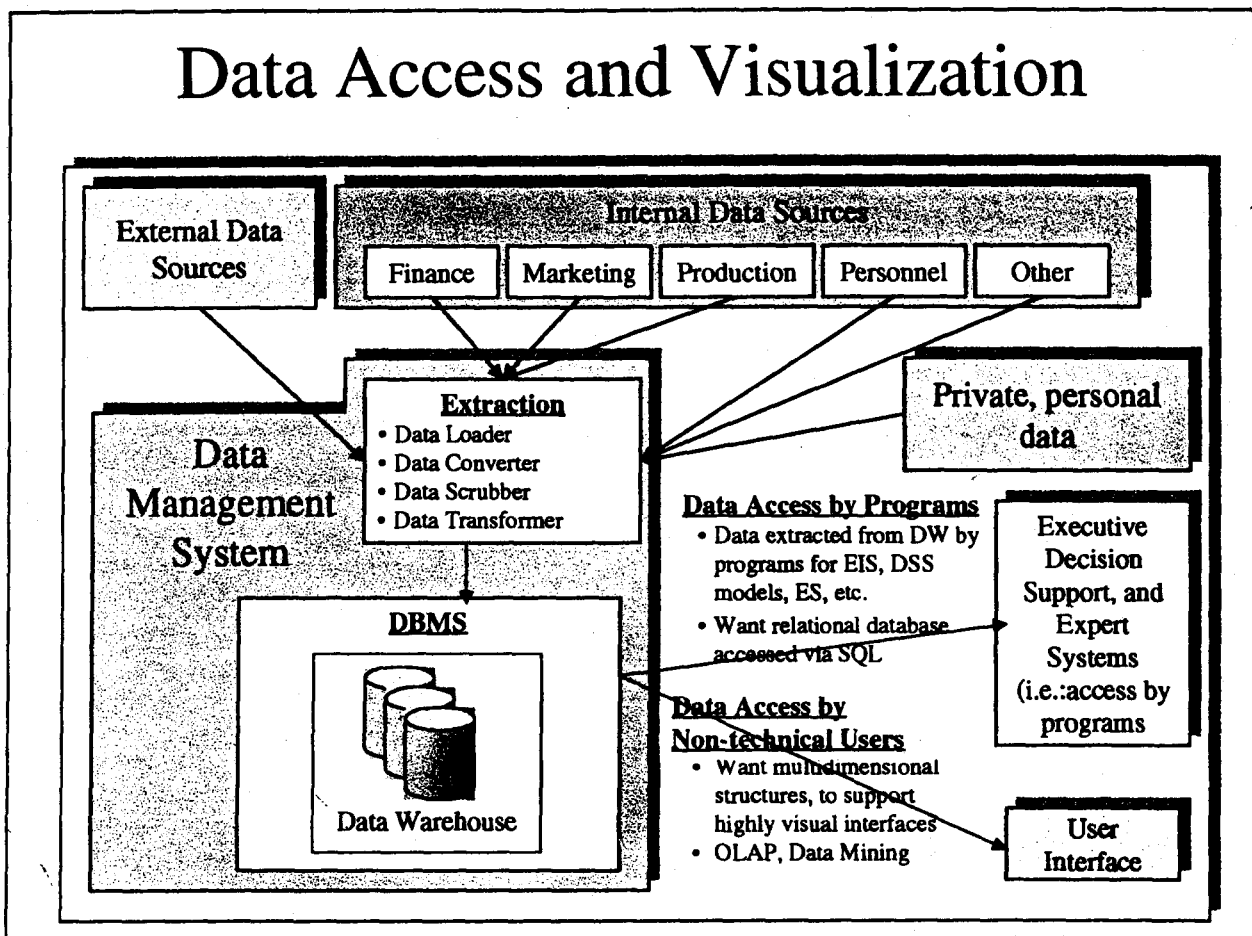 Data Access and Visualization
External Data
Sources
Internal Data Sources
Finance
Marketing
Production
Personnel
Other
Private, personal
data
Data
Management
System
Extraction
• Data Loader
• Data Converter
• Data Scrubber
• Data Transformer
DBMS
Data Warehouse
Data Access by Programs
• Data extracted from DW by
programs for EIS, DSS
models, ES, etc.
• Want relational database
accessed via SQL
Data Access by
Non-technical Users
• Want multidimensional
structures, to support
highly visual interfaces
• OLAP, Data Mining
Executive
Decision
Support, and
Expert
Systems
(i.e.:access by
programs
User
Interface